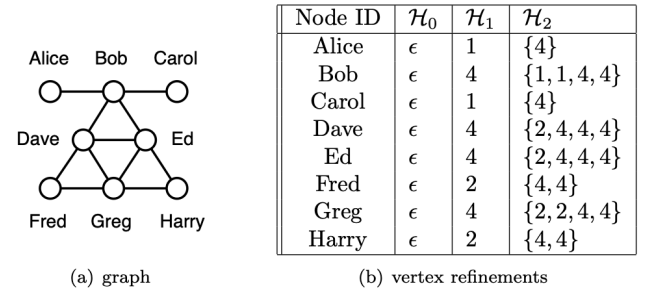 Alice Bob Carol
Dave Ed
Fred Greg Harry
(a) graph
Node ID H₀ H₁ H₂
Alice ϵ 1 {4}
Bob ϵ 4 {1, 1, 4, 4}
Carol ϵ 1 {4}
Dave ϵ 4 {2, 4, 4, 4}
Ed ϵ 4 {2, 4, 4, 4}
Fred ϵ 2 {4, 4}
Greg ϵ 4 {2, 2, 4, 4}
Harry ϵ 2 {4, 4}
(b) vertex refinements